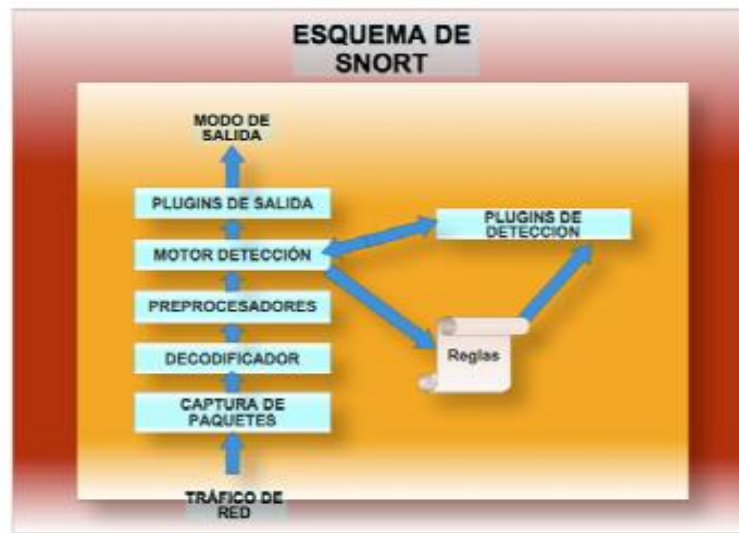 ESQUEMA DE
SNORT
MODO DE
SALIDA
PLUGINS DE SALIDA
PLUGINS DE
DETECCION
MOTOR DETECCIÓN
PREPROCESADORES
Reglas
DECODIFICADOR
CAPTURA DE
PAQUETES
TRÁFICO DE
RED